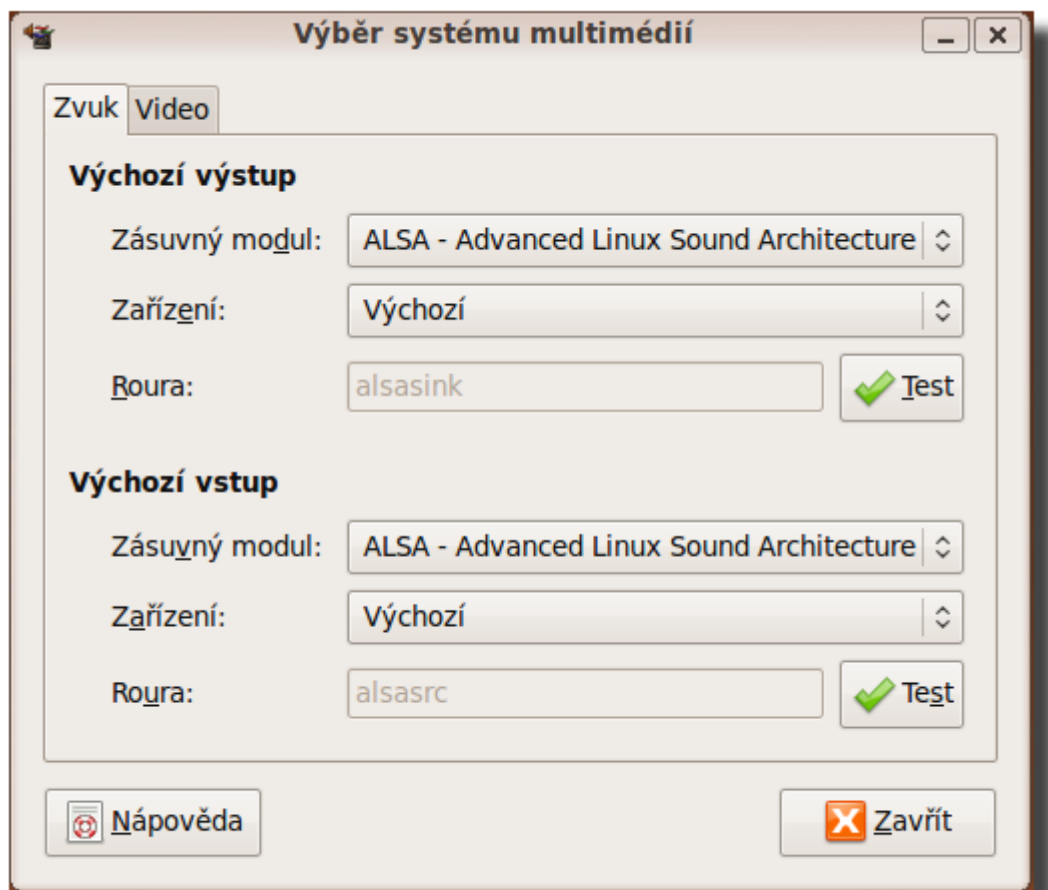 Výběr systému multimédií
Zvuk Video
Výchozí výstup
Zásuvný modul: ALSA - Advanced Linux Sound Architecture
Zařízení: Výchozí
Roura: alsasink Test
Výchozí vstup
Zásuvný modul: ALSA - Advanced Linux Sound Architecture
Zařízení: Výchozí
Roura: alsasrc Test
Nápověda Zavřít